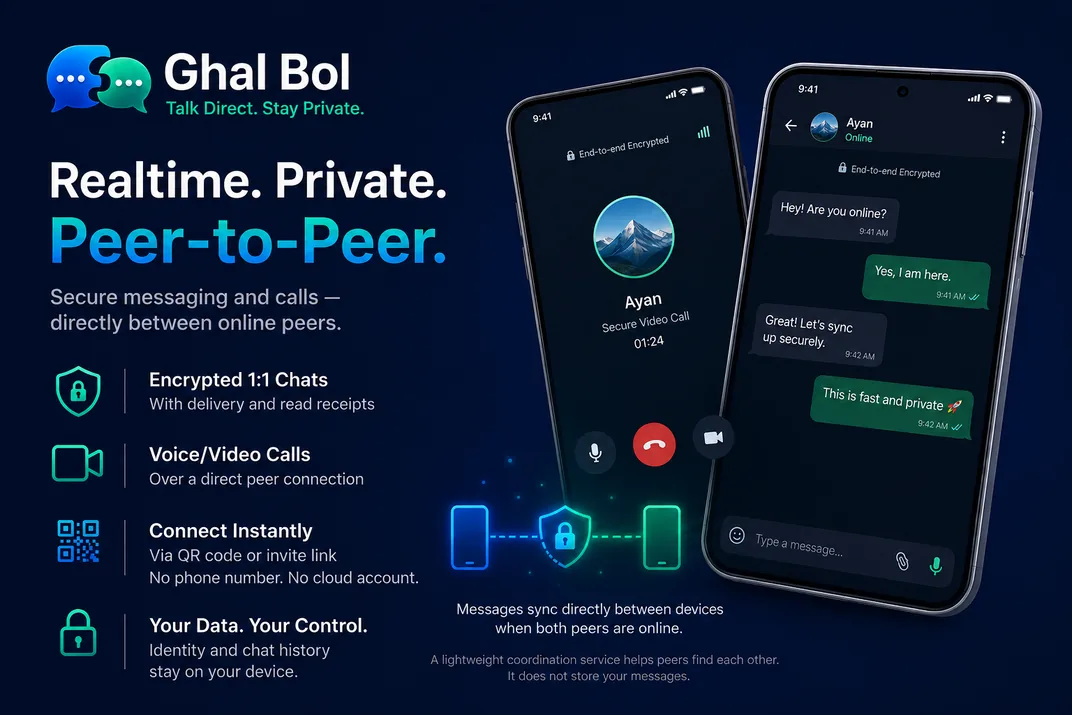 Ghal Bol
Talk Direct. Stay Private.
Realtime. Private.
Peer-to-Peer.
Secure messaging and calls —
directly between online peers.
Encrypted 1:1 Chats
With delivery and read receipts
Voice/Video Calls
Over a direct peer connection
Connect Instantly
Via QR code or invite link
No phone number. No cloud account.
Your Data. Your Control.
Identity and chat history
stay on your device.
9:41
End-to-end Encrypted
Ayan
Secure Video Call
01:24
9:41
Ayan
Online
End-to-end Encrypted
Hey! Are you online?
9:41 AM
Yes, I am here.
9:41 AM
Great! Let's sync
up securely.
9:42 AM
This is fast and private 🚀
9:42 AM
Type a message...
Messages sync directly between devices
when both peers are online.
A lightweight coordination service helps peers find each other.
It does not store your messages.